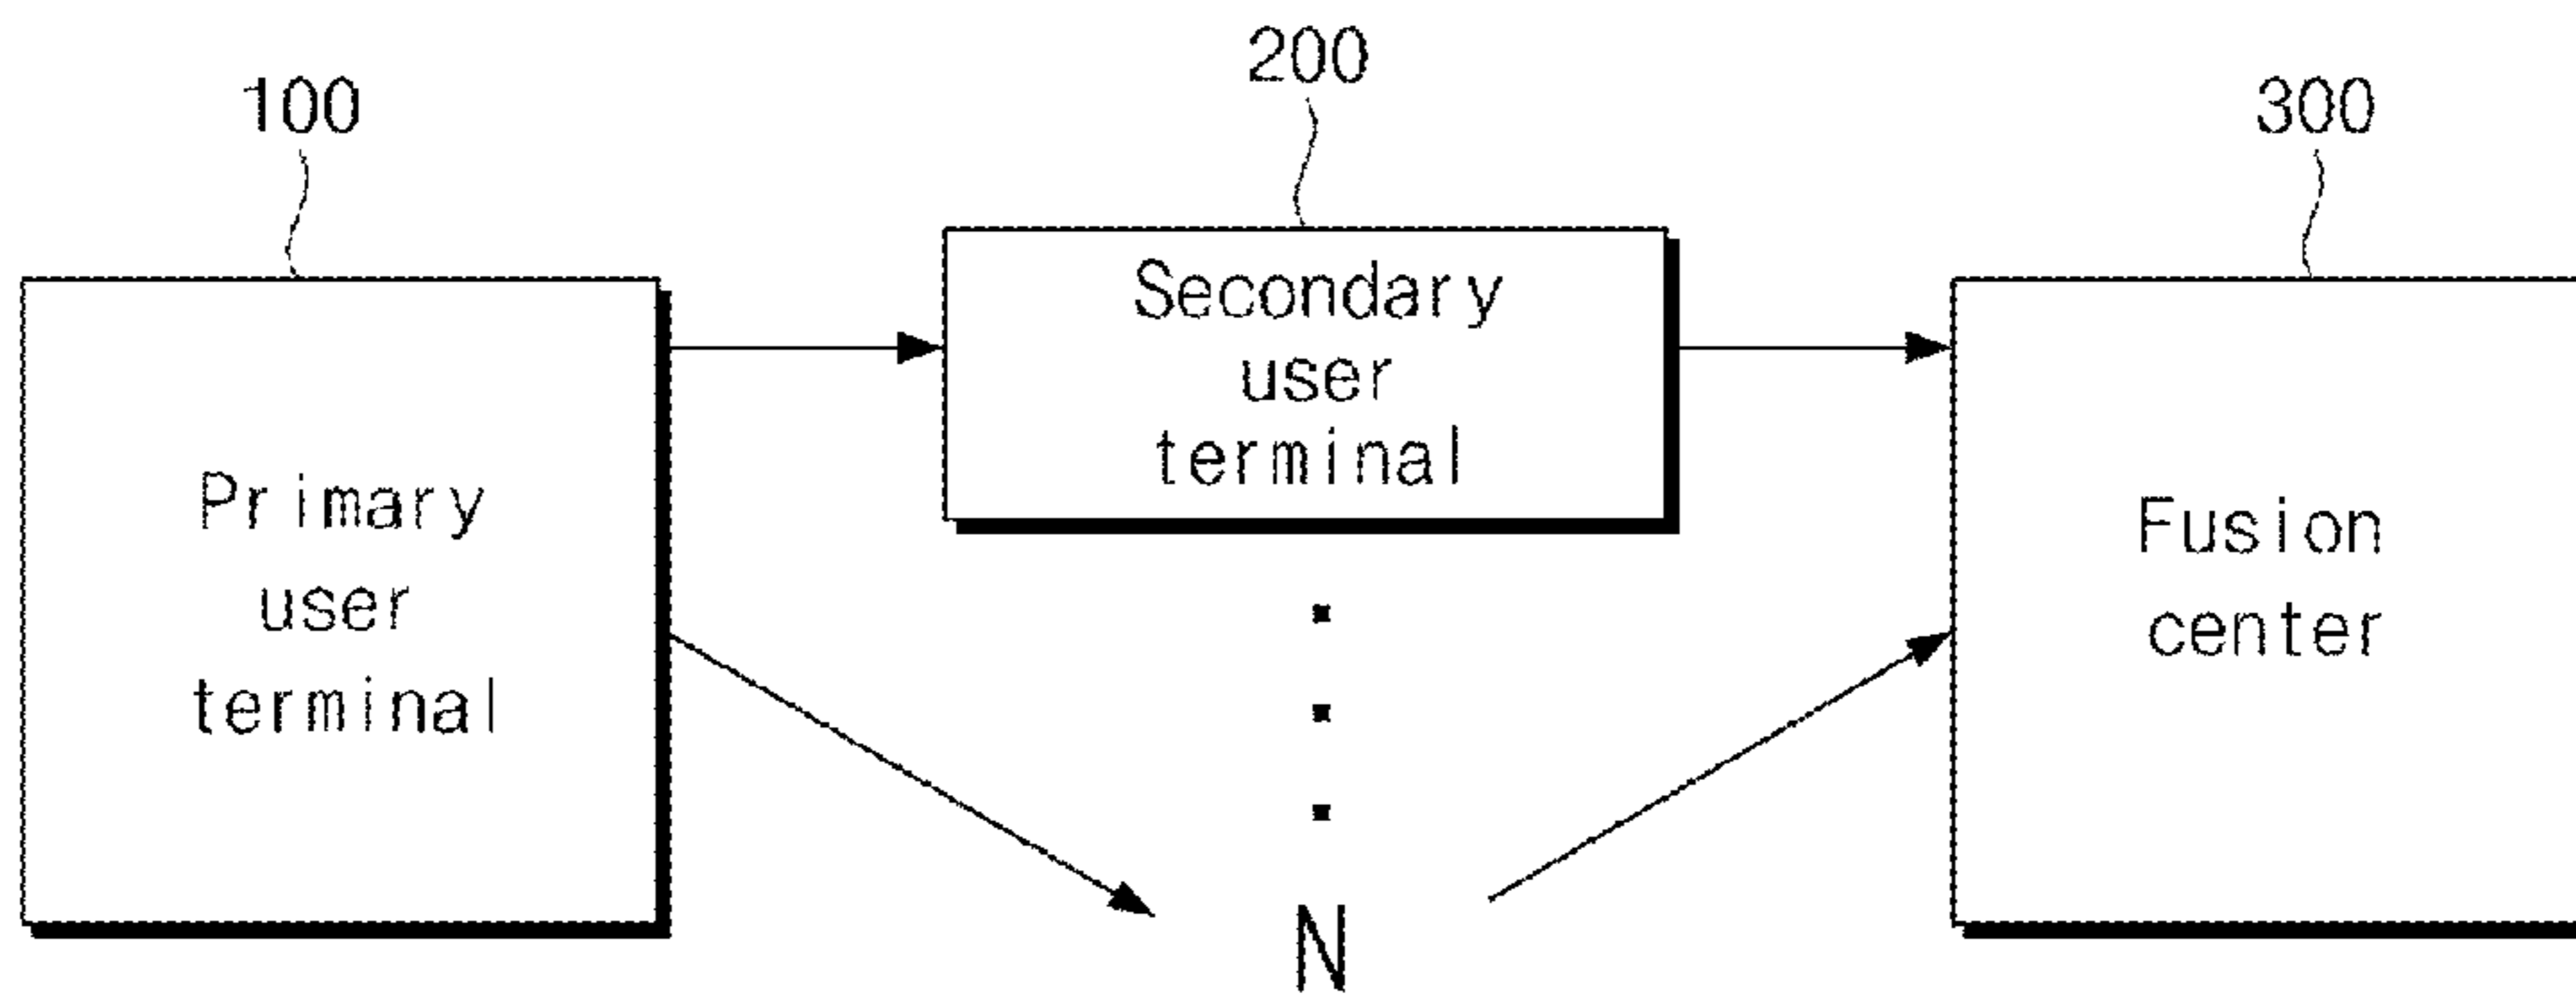 100
200
300
Primary
user
terminal
Secondary
user
terminal
Fusion
center
N